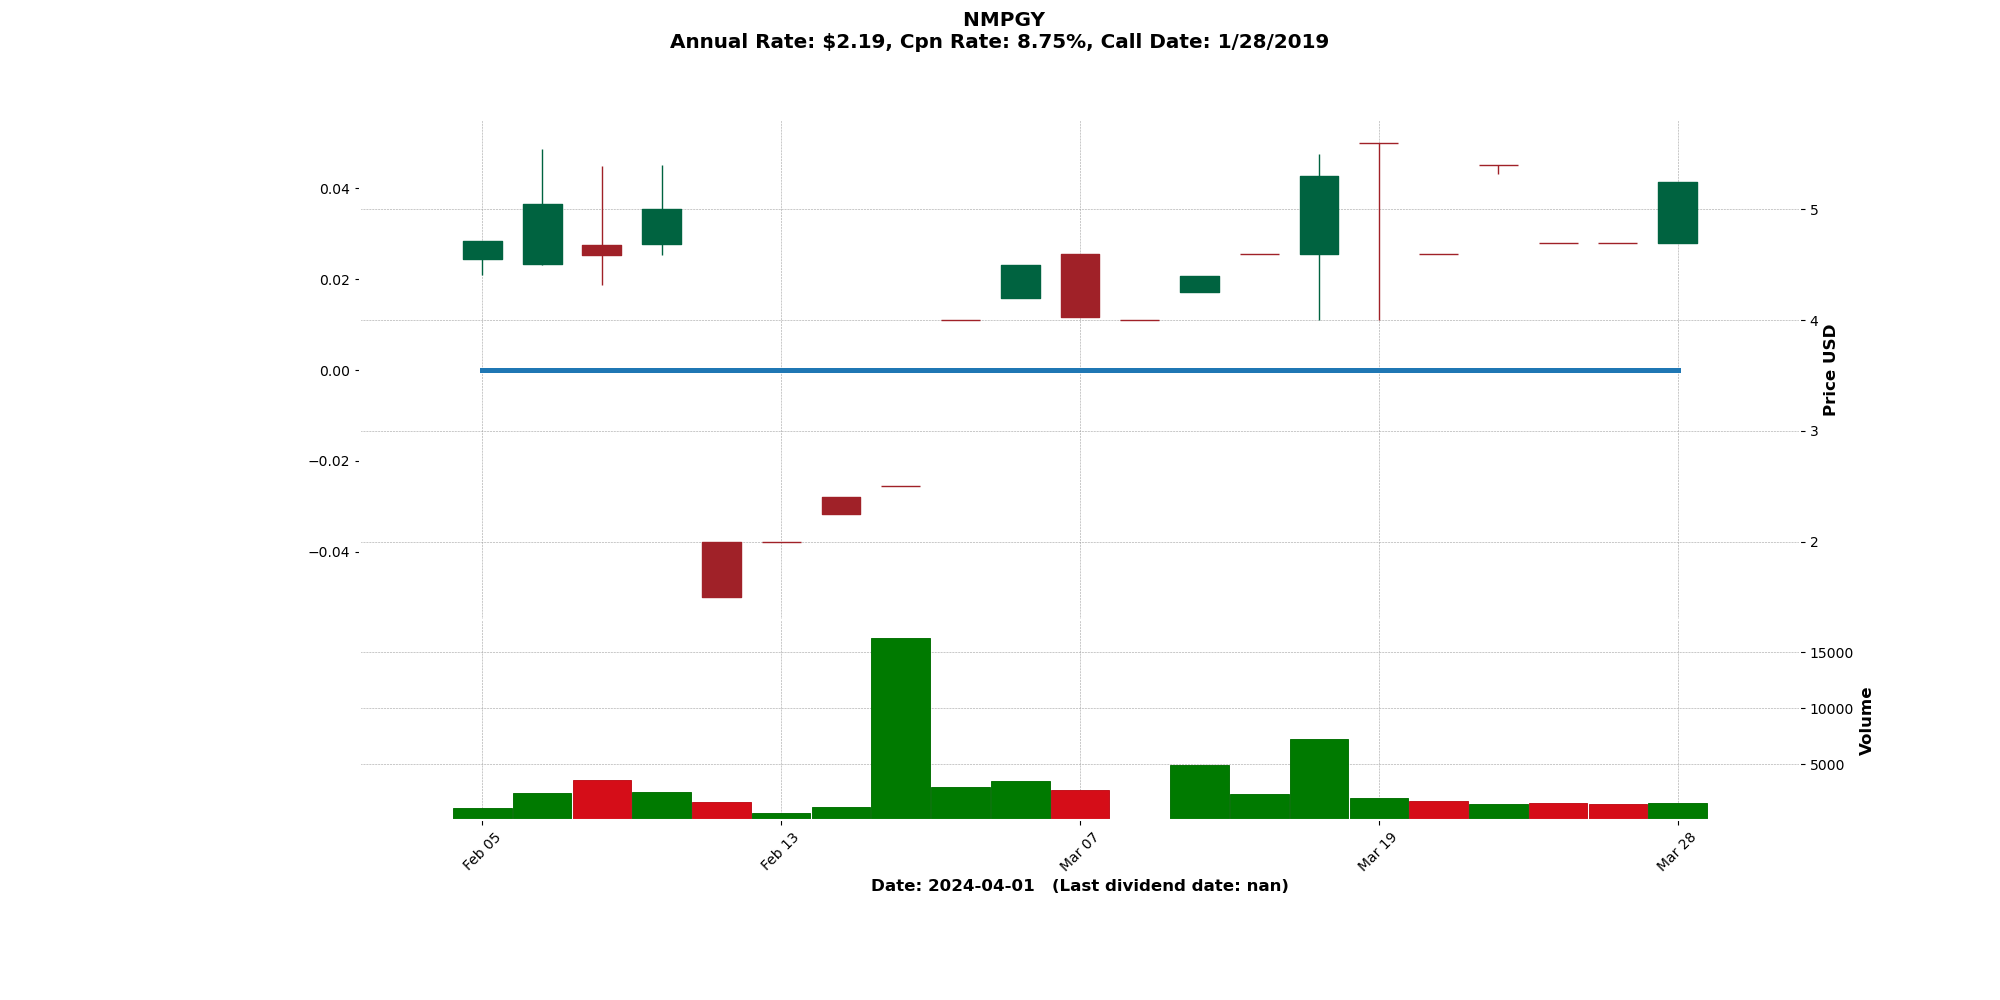 NMPGY
Annual Rate: $2.19, Cpn Rate: 8.75%, Call Date: 1/28/2019
0.04
0.02
0.00
−0.02
−0.04
5
4
3
2
Price USD
15000
10000
5000
Volume
Feb 05
Feb 13
Mar 07
Mar 19
Mar 28
Date: 2024-04-01   (Last dividend date: nan)